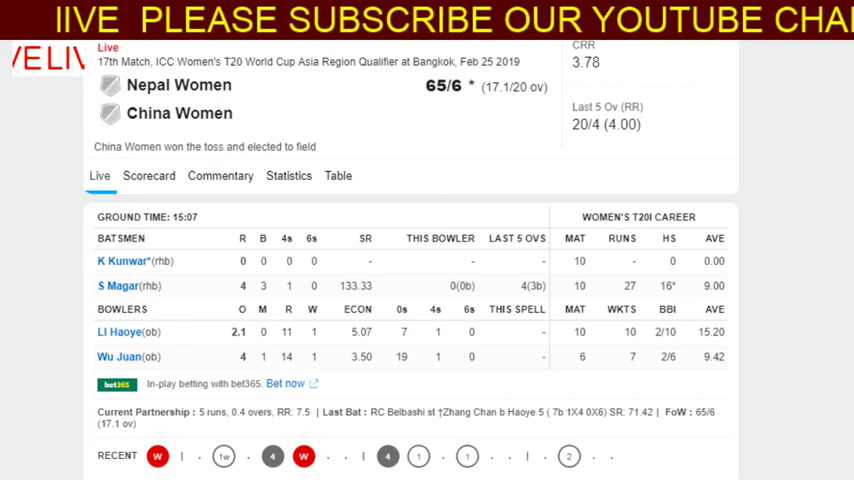 IIVE PLEASE SUBSCRIBE OUR YOUTUBE CHA
VELIV
Live
17th Match, ICC Women's T20 World Cup Asia Region Qualifier at Bangkok, Feb 25 2019
Nepal Women 65/6 * (17.1/20 ov)
China Women
China Women won the toss and elected to field
CRR
3.78
Last 5 Ov (RR)
20/4 (4.00)
Live Scorecard Commentary Statistics Table
GROUND TIME: 15:07 WOMEN'S T20I CAREER
BATSMEN R B 4s 6s SR THIS BOWLER LAST 5 OVS MAT RUNS HS AVE
K Kunwar*(rhb) 0 0 0 0 - - - 10 - 0 0.00
S Magar(rhb) 4 3 1 0 133.33 0(0b) 4(3b) 10 27 16* 9.00
BOWLERS O M R W ECON 0s 4s 6s THIS SPELL MAT WKTS BBI AVE
LI Haoye(ob) 2.1 0 11 1 5.07 7 1 0 - 10 10 2/10 15.20
Wu Juan(ob) 4 1 14 1 3.50 19 1 0 - 6 7 2/6 9.42
bet365 In-play betting with bet365. Bet now
Current Partnership : 5 runs, 0.4 overs, RR: 7.5 | Last Bat : RC Belbashi st †Zhang Chan b Haoye 5 ( 7b 1X4 0X6) SR: 71.42 | FoW : 65/6
(17.1 ov)
RECENT W | . 1w . 4 W . . | 4 1 . 1 . . | . 2 . .